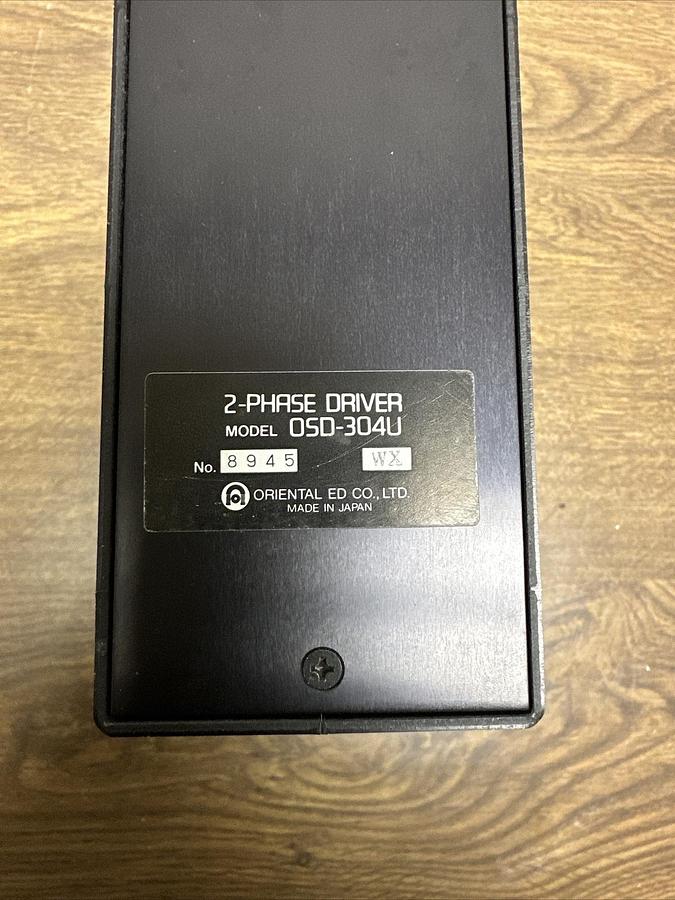 2-PHASE DRIVER
MODEL OSD-304U
No. 8945 WX
ORIENTAL ED CO., LTD.
MADE IN JAPAN